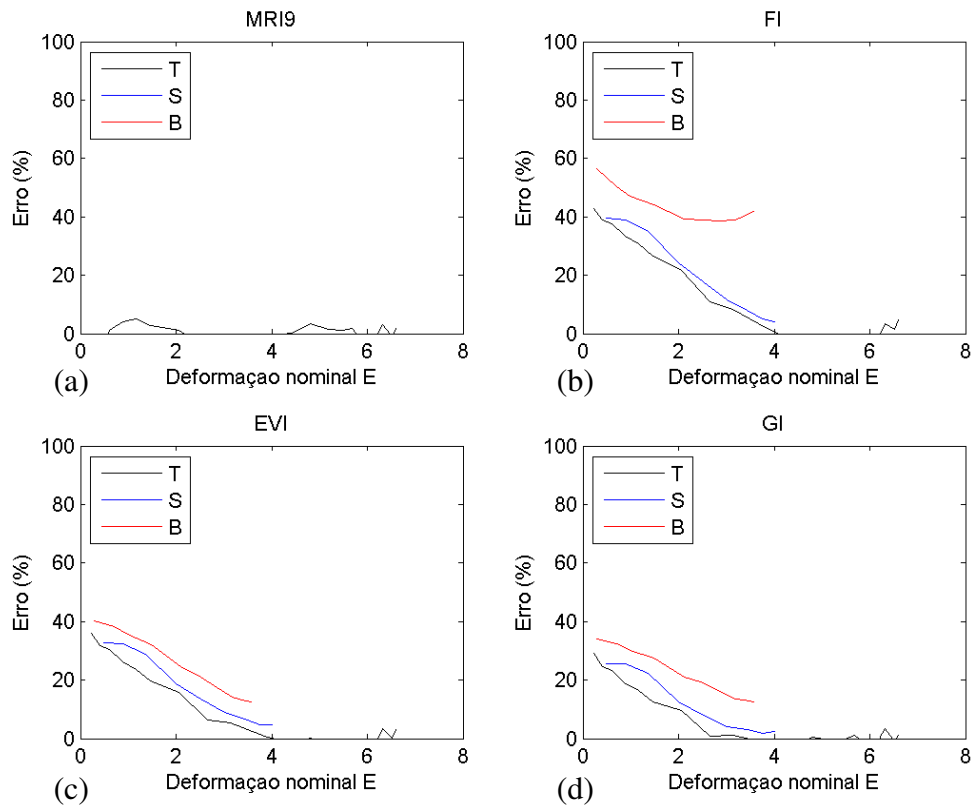 MRI9
100
80
60
40
20
0
Erro (%)
T
S
B
0 2 4 6 8
Deformaçao nominal E
(a)
FI
100
80
60
40
20
0
Erro (%)
T
S
B
0 2 4 6 8
Deformaçao nominal E
(b)
EVI
100
80
60
40
20
0
Erro (%)
T
S
B
0 2 4 6 8
Deformaçao nominal E
(c)
GI
100
80
60
40
20
0
Erro (%)
T
S
B
0 2 4 6 8
Deformaçao nominal E
(d)